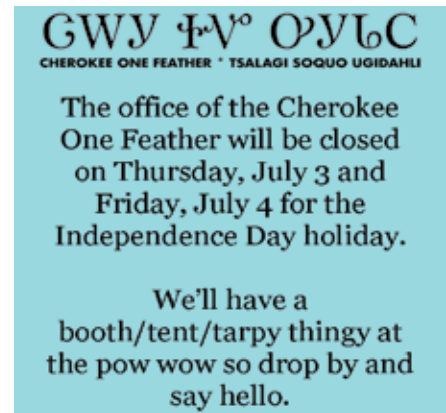 ᏣᎳᎩ ᏐᏉ ᎤᎩᏓᏟ
CHEROKEE ONE FEATHER * TSALAGI SOQUO UGIDAHLI
The office of the Cherokee
One Feather will be closed
on Thursday, July 3 and
Friday, July 4 for the
Independence Day holiday.
We'll have a
booth/tent/tarpy thingy at
the pow wow so drop by and
say hello.